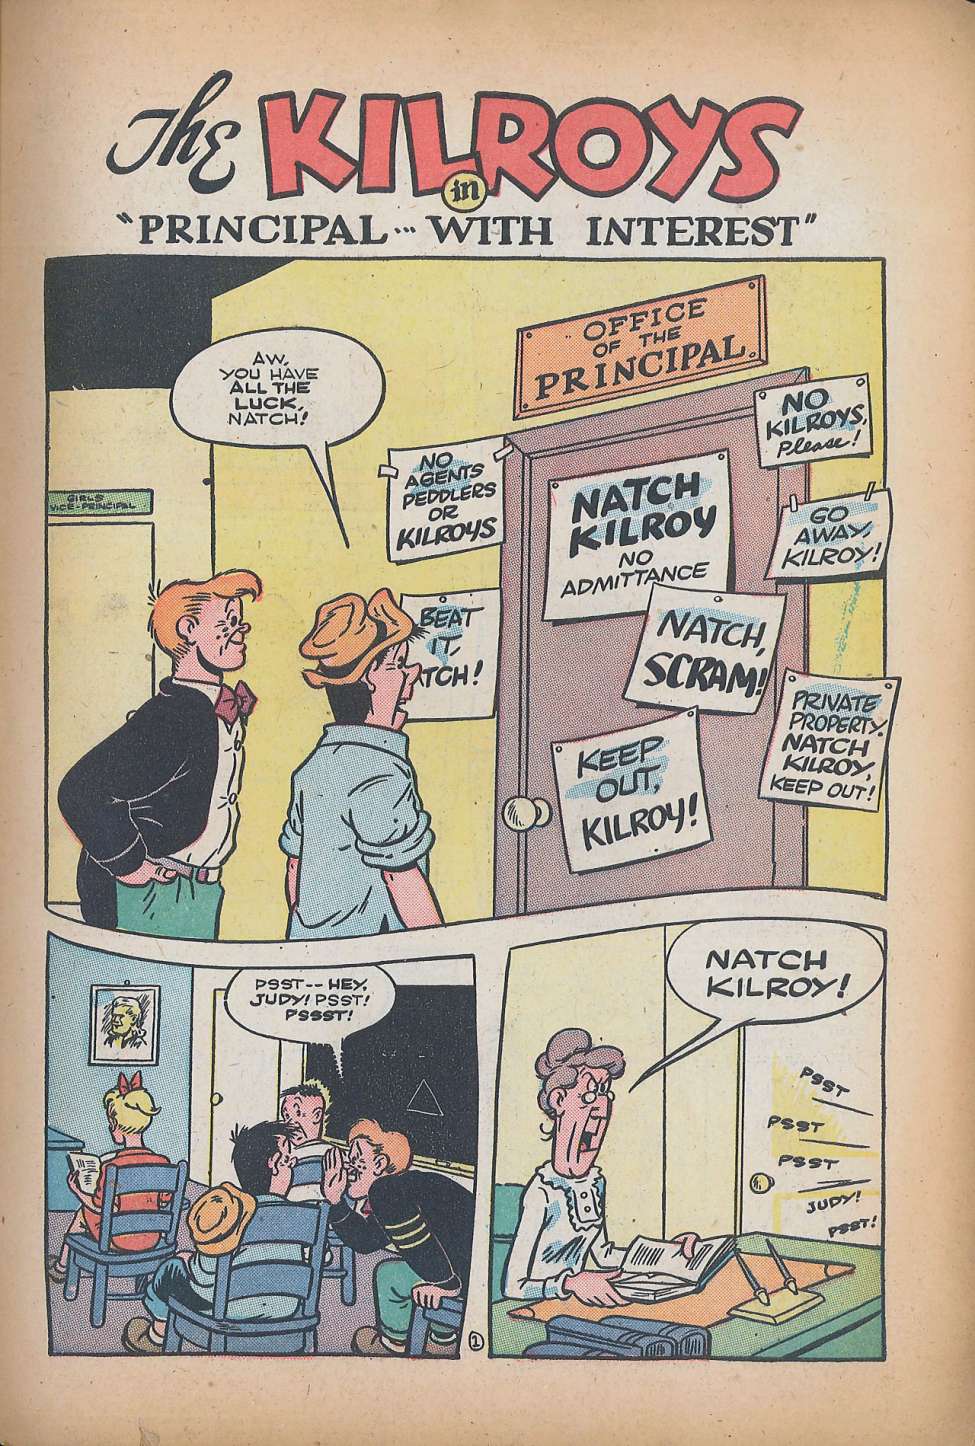 The KILROYS
in
"PRINCIPAL... WITH INTEREST"
AW,
YOU HAVE
ALL THE
LUCK,
NATCH!
OFFICE
OF THE
PRINCIPAL
GIRLS
VICE-PRINCIPAL
NO
AGENTS
PEDDLERS
OR
KILROYS
NATCH
KILROY
NO
ADMITTANCE
NO
KILROYS,
Please!
GO
AWAY,
KILROY!
BEAT
IT,
ATCH!
NATCH,
SCRAM!
KEEP
OUT,
KILROY!
PRIVATE
PROPERTY.
NATCH
KILROY,
KEEP OUT!
PSST-- HEY,
JUDY! PSST!
PSSST!
1
NATCH
KILROY!
PSST
PSST
PSST
JUDY!
PSST!